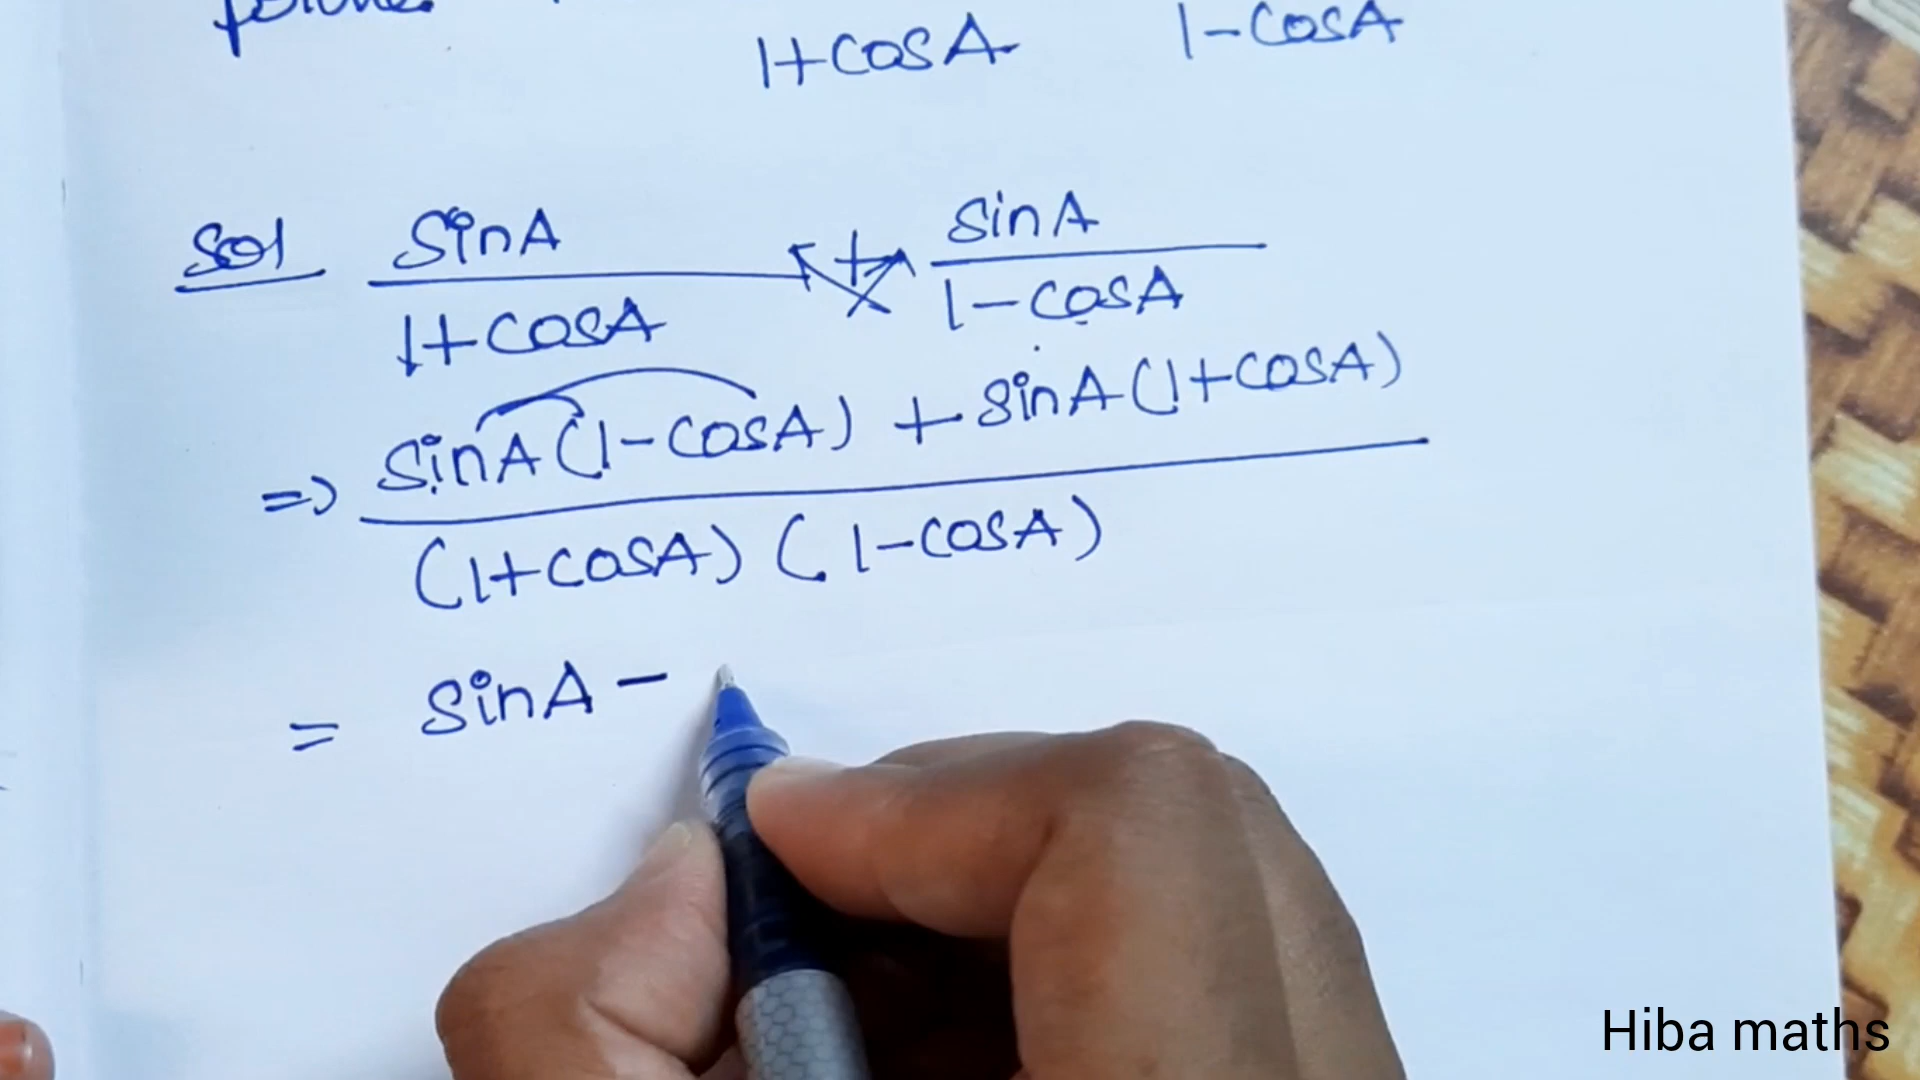 1+cosA 1-cosA
Sol sinA + sinA
1+cosA 1-cosA
=> sinA(1-cosA) + sinA(1+cosA)
(1+cosA) (1-cosA)
= sinA -
Hiba maths